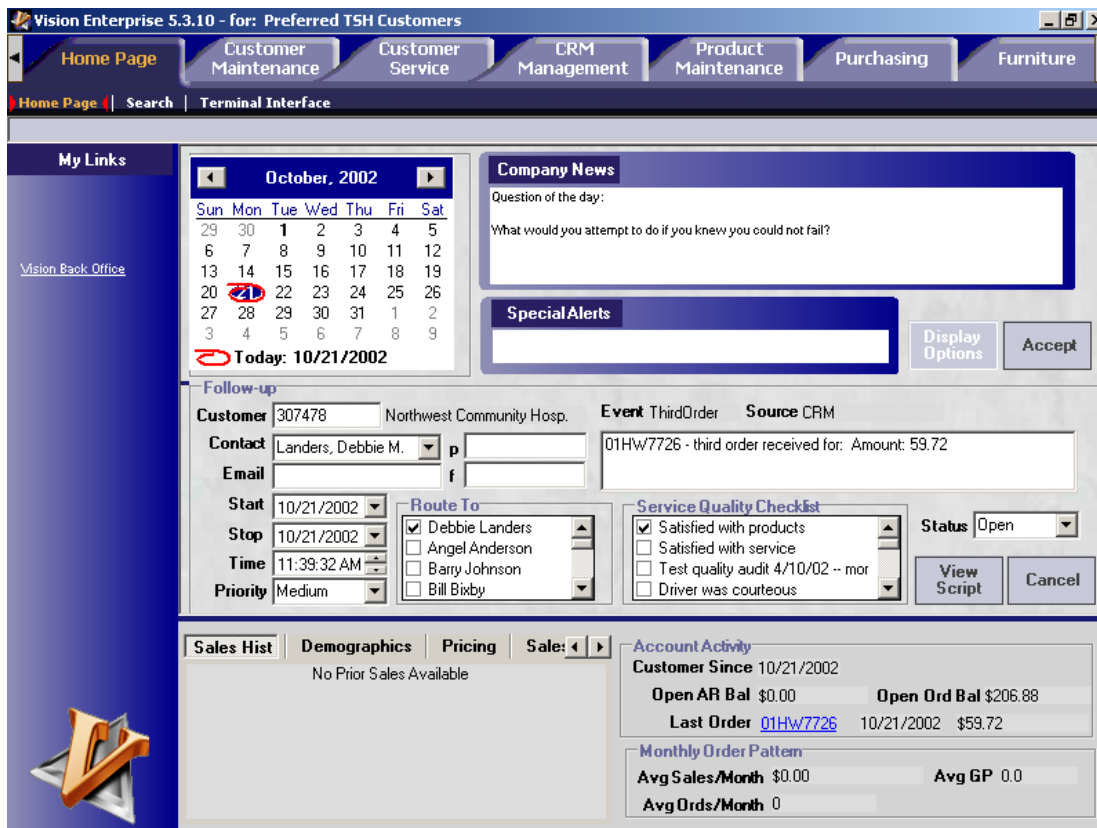 Vision Enterprise 5.3.10 - for: Preferred TSH Customers
Home Page
Customer Maintenance
Customer Service
CRM Management
Product Maintenance
Purchasing
Furniture
Home Page | Search | Terminal Interface
My Links
Vision Back Office
October, 2002
Sun Mon Tue Wed Thu Fri Sat
29 30 1 2 3 4 5
6 7 8 9 10 11 12
13 14 15 16 17 18 19
20 21 22 23 24 25 26
27 28 29 30 31 1 2
3 4 5 6 7 8 9
Today: 10/21/2002
Company News
Question of the day:
What would you attempt to do if you knew you could not fail?
Special Alerts
Display Options
Accept
Follow-up
Customer 307478 Northwest Community Hosp.
Event ThirdOrder Source CRM
Contact Landers, Debbie M. p
01HW7726 - third order received for: Amount: 59.72
Email f
Start 10/21/2002
Stop 10/21/2002
Time 11:39:32 AM
Priority Medium
Route To
Debbie Landers
Angel Anderson
Barry Johnson
Bill Bixby
Service Quality Checklist
Satisfied with products
Satisfied with service
Test quality audit 4/10/02 -- mor
Driver was courteous
Status Open
View Script
Cancel
Sales Hist Demographics Pricing Sale
No Prior Sales Available
Account Activity
Customer Since 10/21/2002
Open AR Bal $0.00 Open Ord Bal $206.88
Last Order 01HW7726 10/21/2002 $59.72
Monthly Order Pattern
Avg Sales/Month $0.00 Avg GP 0.0
Avg Ords/Month 0